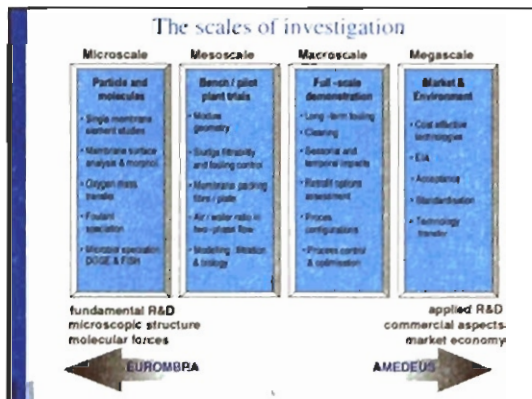 The scales of investigation
Microscale
Mesoscale
Macroscale
Megascale
Particle and
molecules
• Single membrane
element studies
• Membrane surface
analysis & morphol.
• Oxygen mass
transfer
• Foulant
speciation
• Microbial speciation
DGGE & FISH
Bench / pilot
plant trials
• Module
geometry
• Sludge filtrability
and fouling control
• Membrane packing
fibre / plate
• Air / water ratio in
two-phase flow
• Modelling: filtration
& biology
Full-scale
demonstration
• Long-term fouling
• Cleaning
• Seasonal and
temporal impacts
• Retrofit options
assessment
• Proces
configurations
• Process control
& optimisation
Market &
Environment
• Cost effective
technologies
• EIA
• Acceptance
• Standardisation
• Technology
transfer
fundamental R&D
microscopic structure
molecular forces
applied R&D
commercial aspects
market economy
EUROMBRA
AMEDEUS